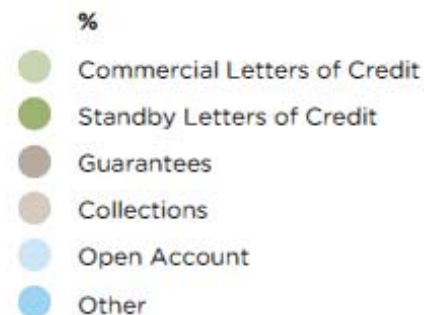 %
Commercial Letters of Credit
Standby Letters of Credit
Guarantees
Collections
Open Account
Other